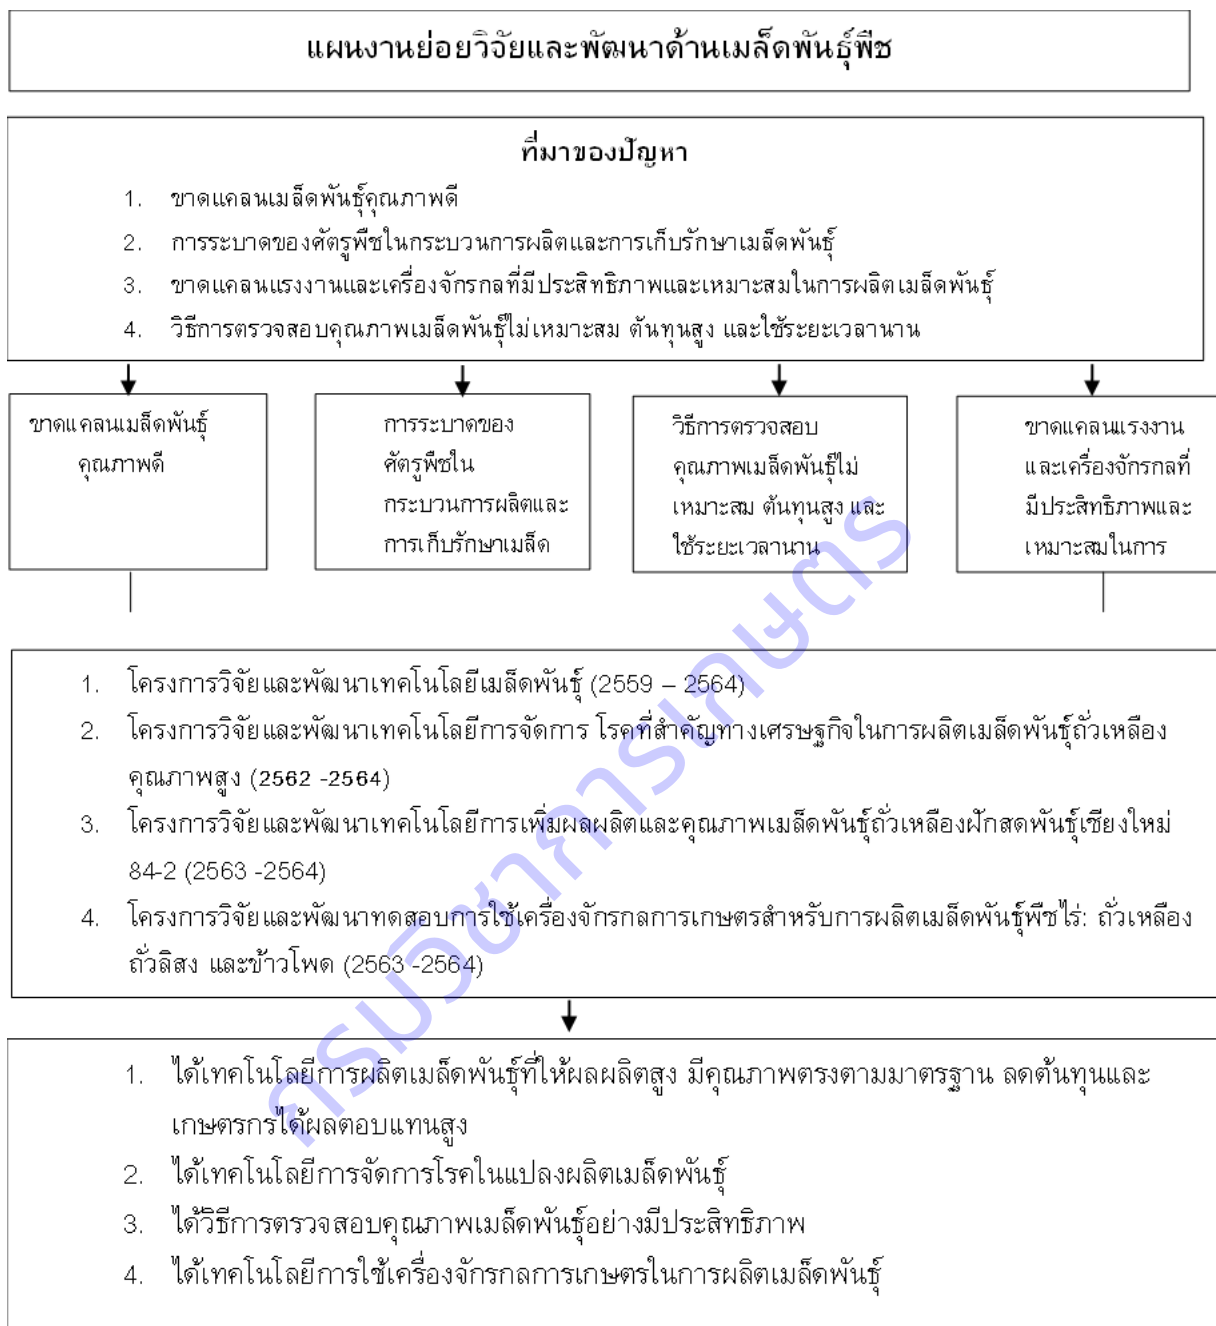 แผนงานย่อยวิจัยและพัฒนาด้านเมล็ดพันธุ์พืช
ที่มาของปัญหา
1. ขาดแคลนเมล็ดพันธุ์คุณภาพดี
2. การระบาดของศัตรูพืชในกระบวนการผลิตและการเก็บรักษาเมล็ดพันธุ์
3. ขาดแคลนแรงงานและเครื่องจักรกลที่มีประสิทธิภาพและเหมาะสมในการผลิตเมล็ดพันธุ์
4. วิธีการตรวจสอบคุณภาพเมล็ดพันธุ์ไม่เหมาะสม ต้นทุนสูง และใช้ระยะเวลานาน
ขาดแคลนเมล็ดพันธุ์
คุณภาพดี
การระบาดของ
ศัตรูพืชใน
กระบวนการผลิตและ
การเก็บรักษาเมล็ด
วิธีการตรวจสอบ
คุณภาพเมล็ดพันธุ์ไม่
เหมาะสม ต้นทุนสูง และ
ใช้ระยะเวลานาน
ขาดแคลนแรงงาน
และเครื่องจักรกลที่
มีประสิทธิภาพและ
เหมาะสมในการ
1. โครงการวิจัยและพัฒนาเทคโนโลยีเมล็ดพันธุ์ (2559 – 2564)
2. โครงการวิจัยและพัฒนาเทคโนโลยีการจัดการ โรคที่สำคัญทางเศรษฐกิจในการผลิตเมล็ดพันธุ์ถั่วเหลือง
คุณภาพสูง (2562 -2564)
3. โครงการวิจัยและพัฒนาเทคโนโลยีการเพิ่มผลผลิตและคุณภาพเมล็ดพันธุ์ถั่วเหลืองฝักสดพันธุ์เชียงใหม่
84-2 (2563 -2564)
4. โครงการวิจัยและพัฒนาทดสอบการใช้เครื่องจักรกลการเกษตรสำหรับการผลิตเมล็ดพันธุ์พืชไร่: ถั่วเหลือง
ถั่วลิสง และข้าวโพด (2563 -2564)
1. ได้เทคโนโลยีการผลิตเมล็ดพันธุ์ที่ให้ผลผลิตสูง มีคุณภาพตรงตามมาตรฐาน ลดต้นทุนและ
เกษตรกรได้ผลตอบแทนสูง
2. ได้เทคโนโลยีการจัดการโรคในแปลงผลิตเมล็ดพันธุ์
3. ได้วิธีการตรวจสอบคุณภาพเมล็ดพันธุ์อย่างมีประสิทธิภาพ
4. ได้เทคโนโลยีการใช้เครื่องจักรกลการเกษตรในการผลิตเมล็ดพันธุ์
กรมวิชาการเกษตร